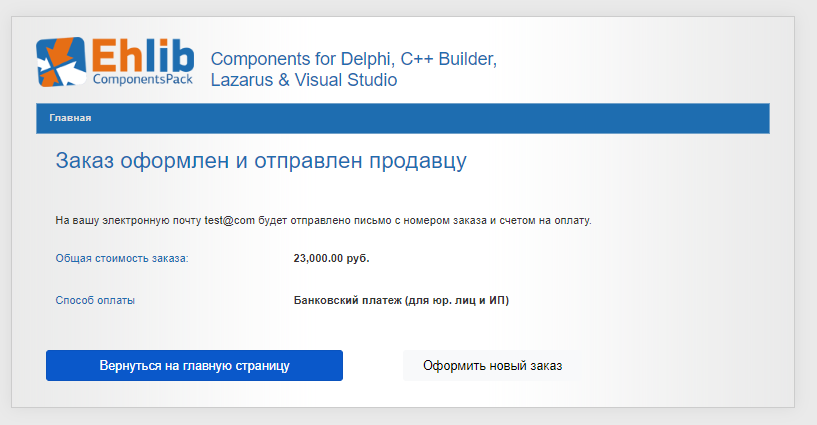 Ehlib
ComponentsPack
Components for Delphi, C++ Builder,
Lazarus & Visual Studio
Главная
Заказ оформлен и отправлен продавцу
На вашу электронную почту test@com будет отправлено письмо с номером заказа и счетом на оплату.
Общая стоимость заказа: 23,000.00 руб.
Способ оплаты Банковский платеж (для юр. лиц и ИП)
Вернуться на главную страницу Оформить новый заказ